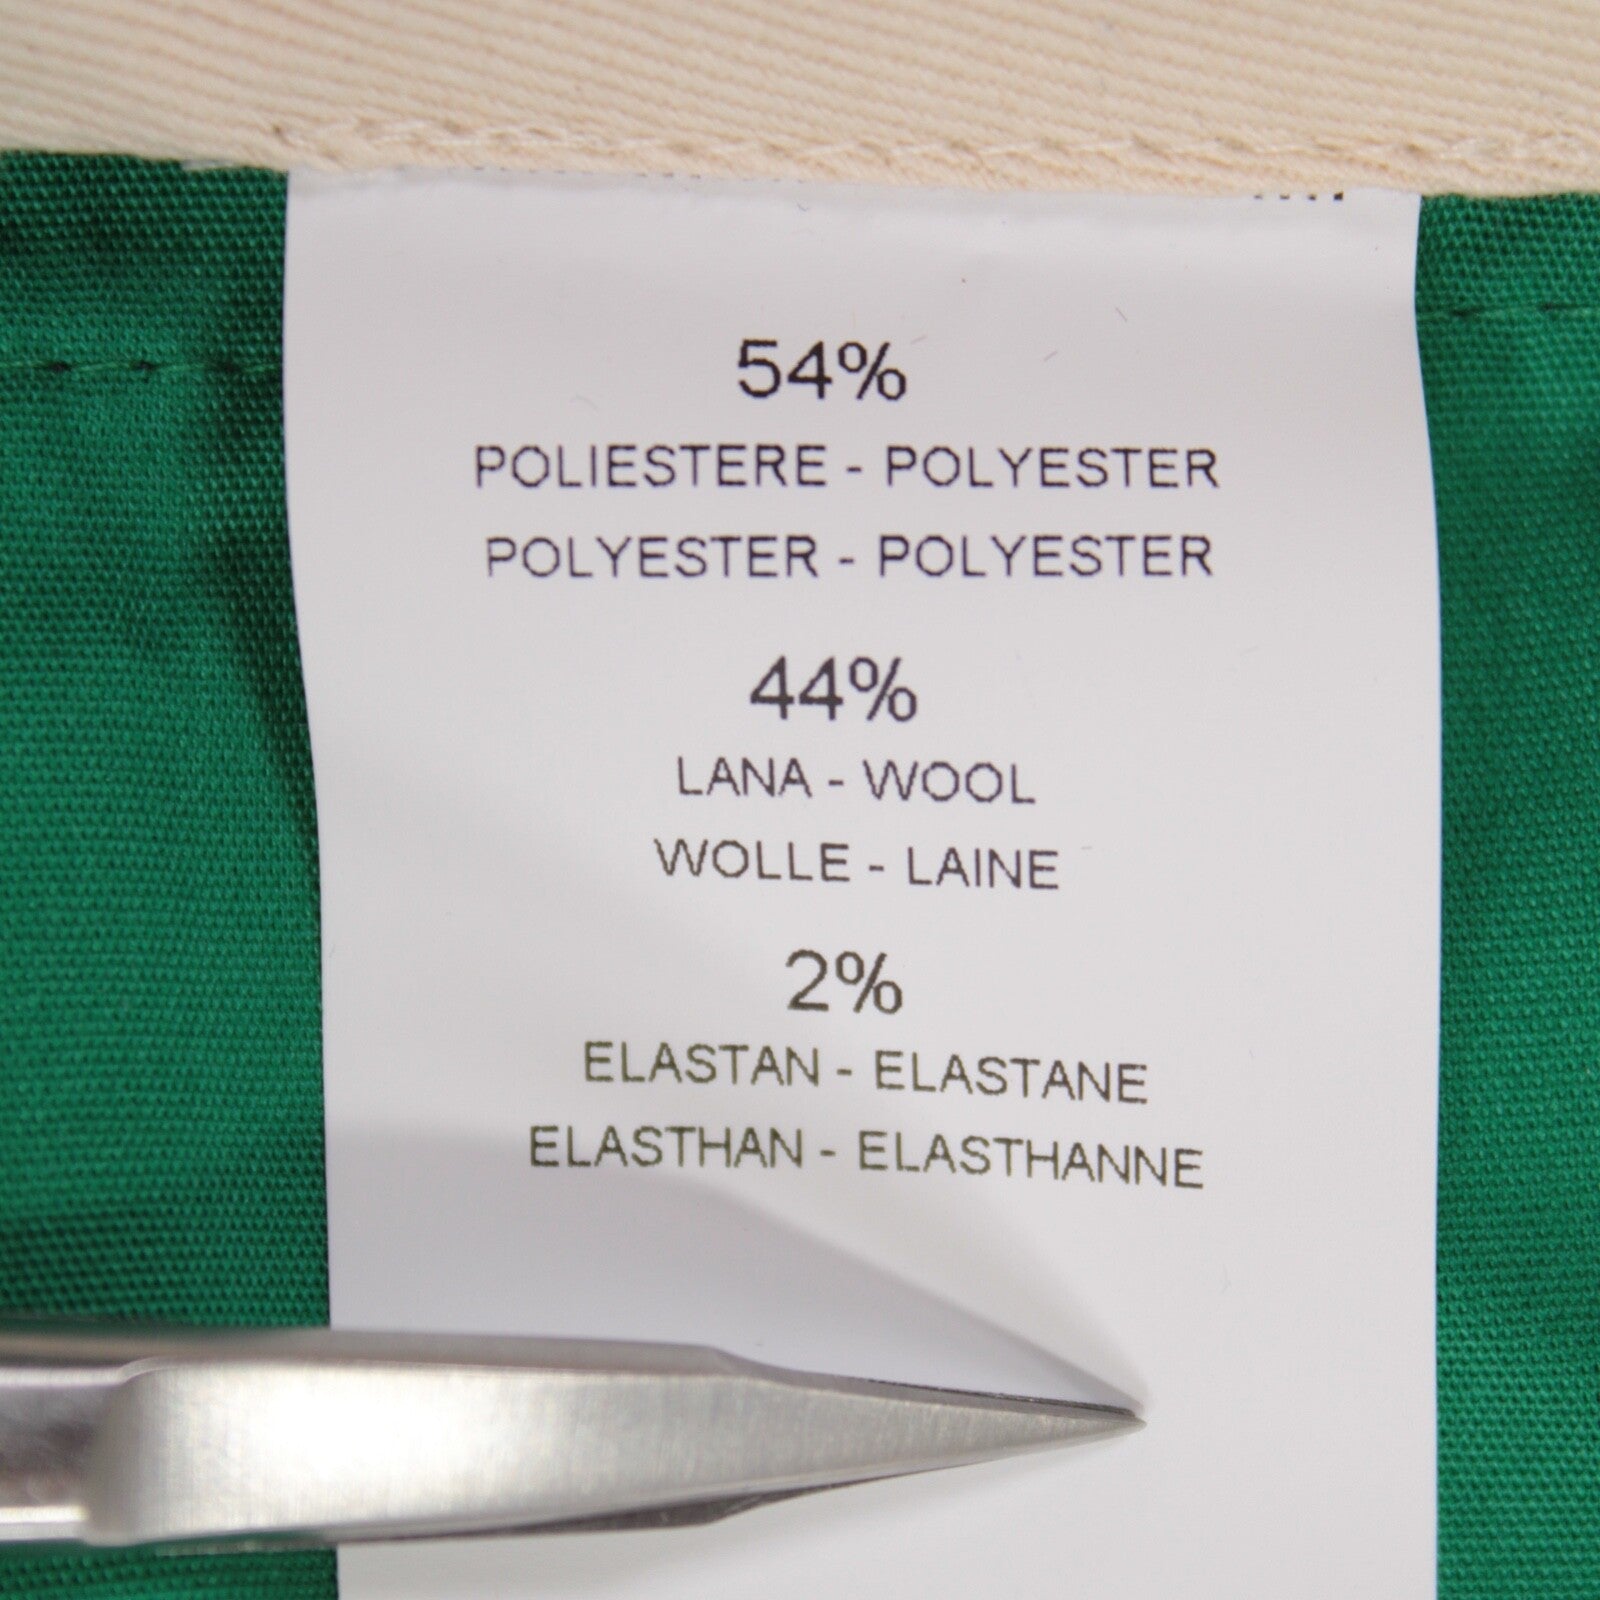 54%
POLIESTERE - POLYESTER
POLYESTER - POLYESTER
44%
LANA - WOOL
WOLLE - LAINE
2%
ELASTAN - ELASTANE
ELASTHAN - ELASTHANNE